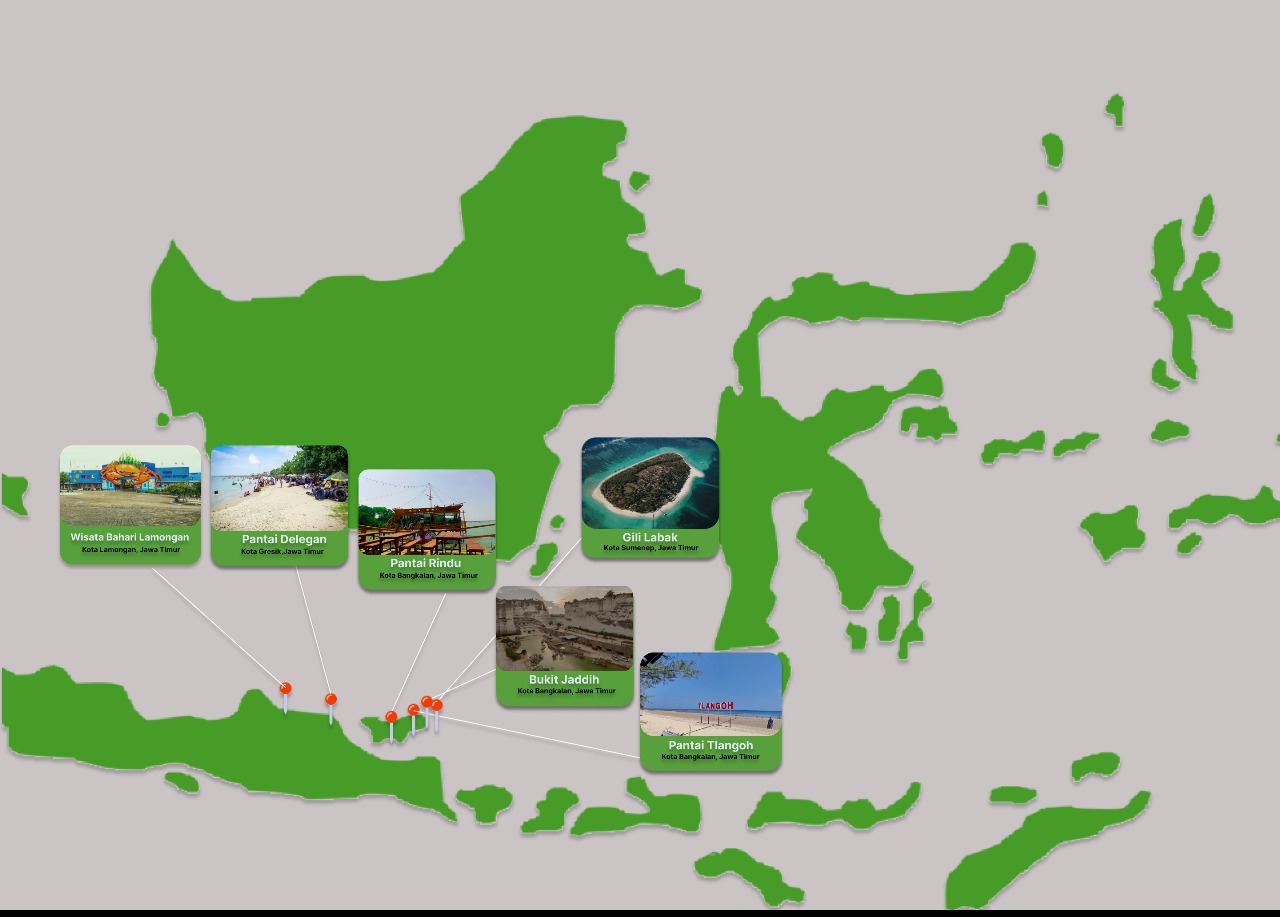 Wisata Bahari Lamongan
Kota Lamongan, Jawa Timur
Pantai Delegan
Kota Gresik,Jawa Timur
Pantai Rindu
Kota Bangkalan, Jawa Timur
Gili Labak
Kota Sumenep, Jawa Timur
Bukit Jaddih
Kota Bangkalan, Jawa Timur
TLANGOH
Pantai Tlangoh
Kota Bangkalan, Jawa Timur